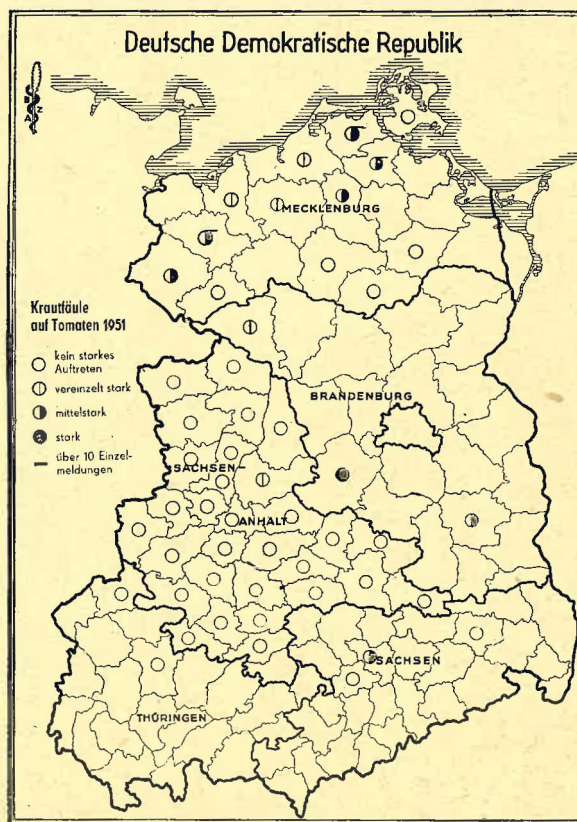 Deutsche Demokratische Republik
MECKLENBURG
Krautfäule
auf Tomaten 1951
kein starkes
Auftreten
vereinzelt stark
mittelstark
stark
über 10 Einzel-
meldungen
BRANDENBURG
SACHSEN-
ANHALT
SACHSEN
THÜRINGEN